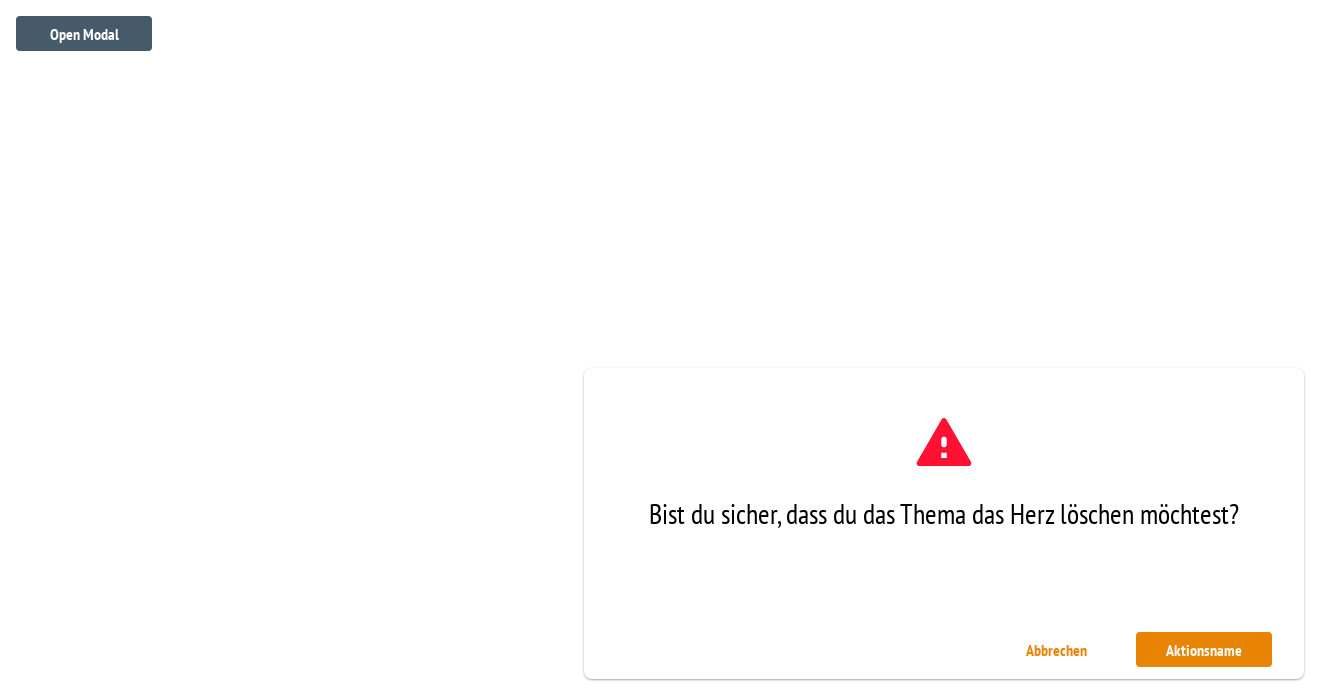 Open Modal
Bist du sicher, dass du das Thema das Herz löschen möchtest?
Abbrechen
Aktionsname